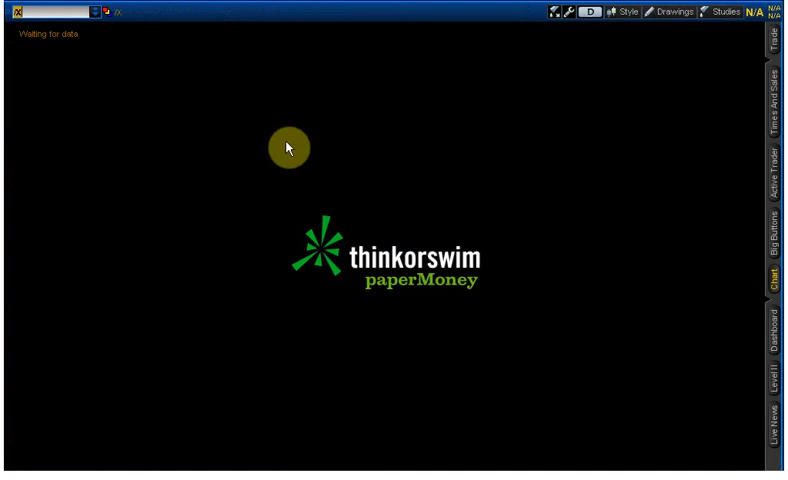 /X
D Style Drawings Studies N/A N/A
N/A
Waiting for data
Trade
Times And Sales
Active Trader
Big Buttons
Chart
Dashboard
Level II
Live News
thinkorswim
paperMoney